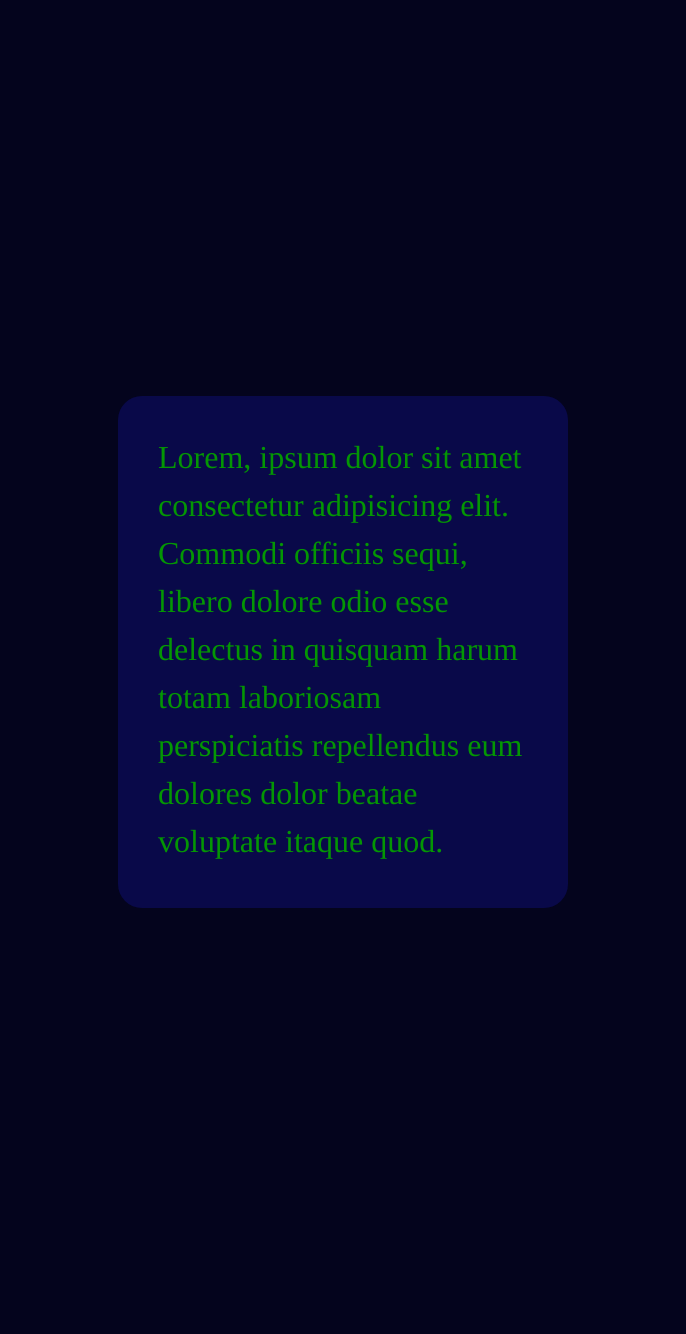 Lorem, ipsum dolor sit amet
consectetur adipisicing elit.
Commodi officiis sequi,
libero dolore odio esse
delectus in quisquam harum
totam laboriosam
perspiciatis repellendus eum
dolores dolor beatae
voluptate itaque quod.